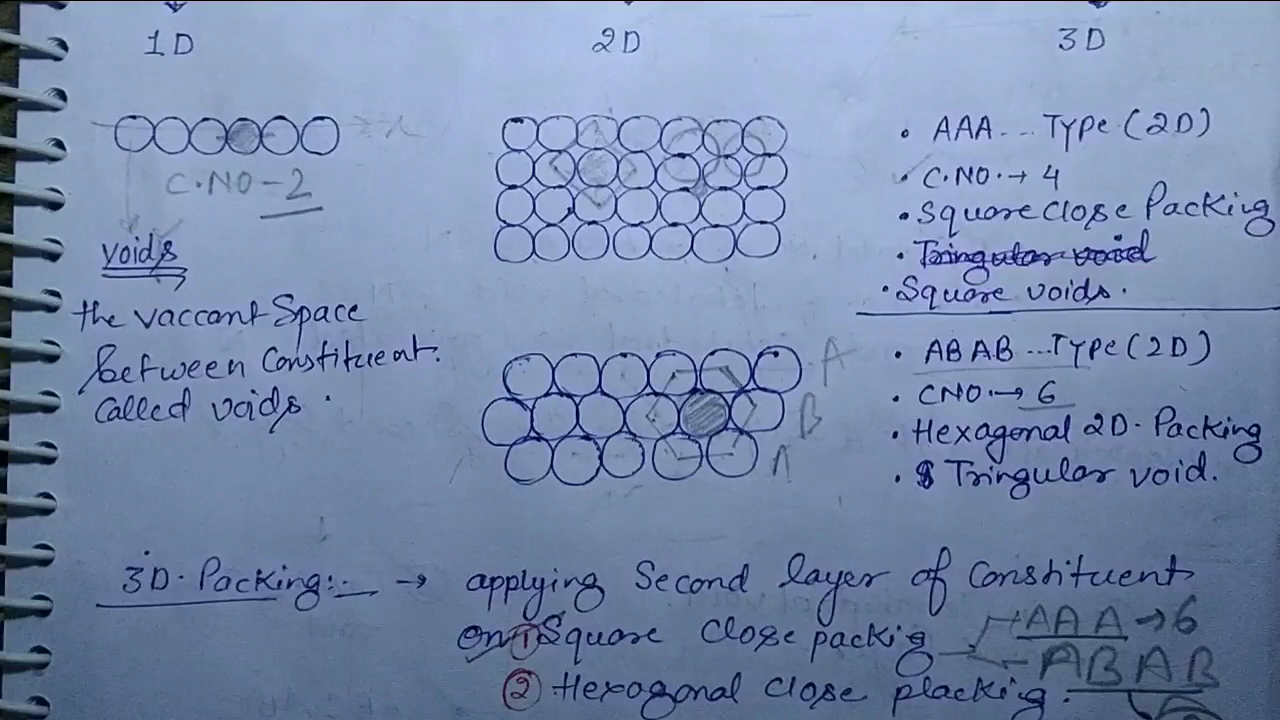 1D
2D
3D
C.NO-2
voids
the vaccant Space
between Constituent.
Called voids.
A
B
A
• AAA... Type (2D)
• C.NO. → 4
• Square Close Packing
• Tringular void
• Square voids.
• ABAB ...Type (2D)
• CNO. → 6
• Hexagonal 2D. Packing
• Tringular void.
3D. Packing:- → applying Second layer of Constituent
on ① Square Close packig AAA → 6
ABAB
② Hexagonal Close placking.